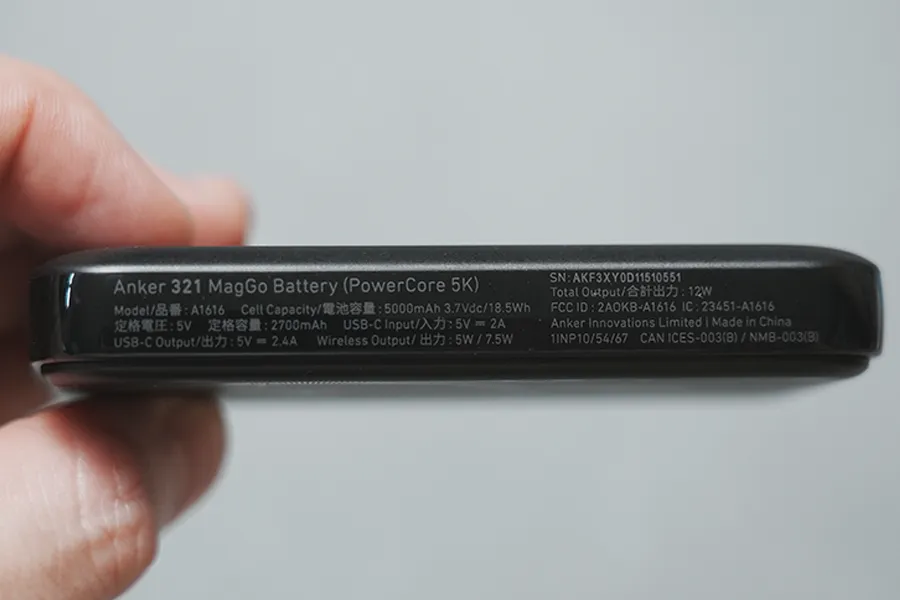 Anker 321 MagGo Battery (PowerCore 5K)
Model/品番 : A1616 Cell Capacity/電池容量 : 5000mAh 3.7Vdc/18.5Wh
定格電圧 : 5V 定格容量 : 2700mAh USB-C Input/入力 : 5V ⎓ 2A
USB-C Output/出力 : 5V ⎓ 2.4A Wireless Output/ 出力 : 5W / 7.5W
SN: AKF3XY0D11510551
Total Output/合計出力 : 12W
FCC ID : 2AOKB-A1616 IC : 23451-A1616
Anker Innovations Limited | Made in China
1INP10/54/67 CAN ICES-003(B) / NMB-003(B)